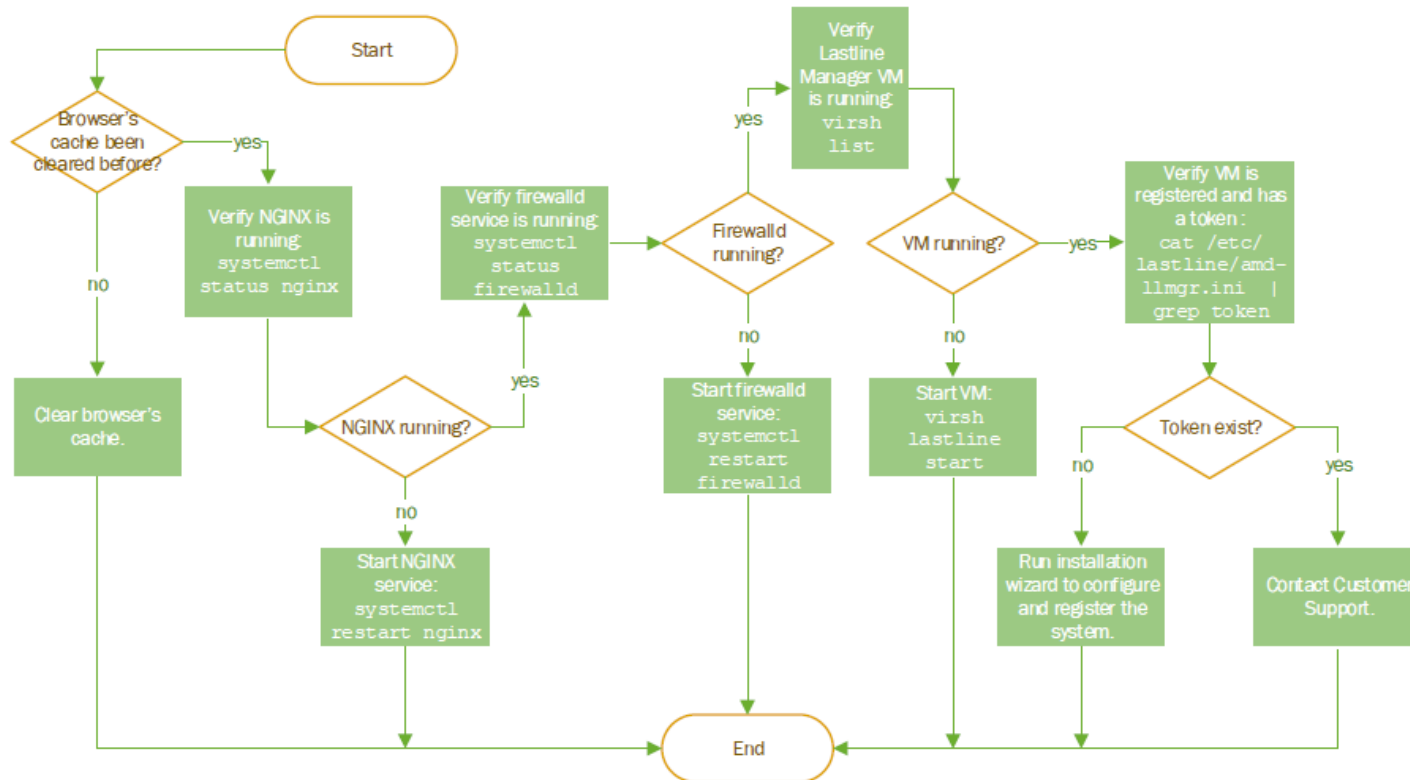 Start
Browser's
cache been
cleared before?
yes
no
Verify NGINX is
running:
systemctl
status nginx
Clear browser's
cache.
NGINX running?
yes
no
Start NGINX
service:
systemctl
restart nginx
Verify firewalld
service is running:
systemctl
status
firewalld
Firewalld
running?
yes
no
Start firewalld
service:
systemctl
restart
firewalld
Verify
Lastline
Manager VM
is running:
virsh
list
VM running?
yes
no
Start VM:
virsh
lastline
start
Verify VM is
registered and has
a token:
cat /etc/
lastline/amd-
llmgr.ini |
grep token
Token exist?
no
yes
Run installation
wizard to configure
and register the
system.
Contact Customer
Support.
End